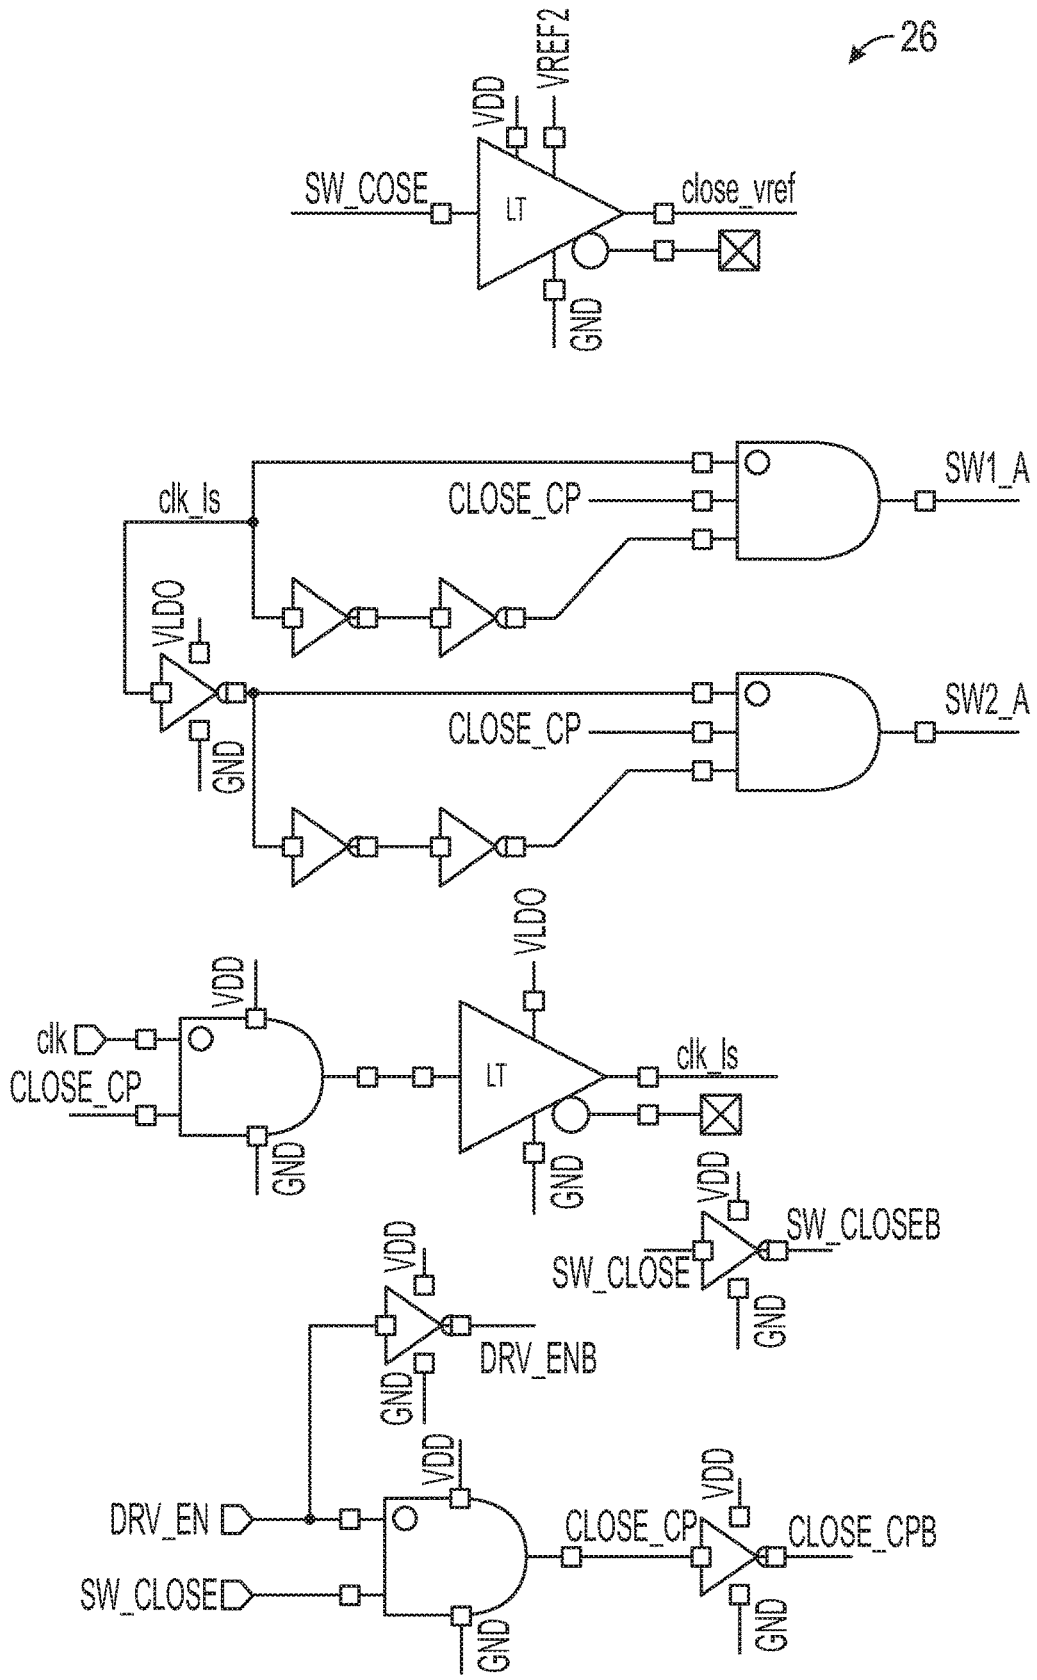 26
VDD
VREF2
SW_COSE
LT
close_vref
GND
clk_ls
CLOSE_CP
SW1_A
VLDO
GND
CLOSE_CP
SW2_A
VLDO
VDD
clk
CLOSE_CP
GND
LT
clk_ls
GND
VDD
SW_CLOSE
SW_CLOSEB
GND
VDD
DRV_ENB
GND
VDD
DRV_EN
SW_CLOSE
GND
CLOSE_CP
VDD
CLOSE_CPB
GND